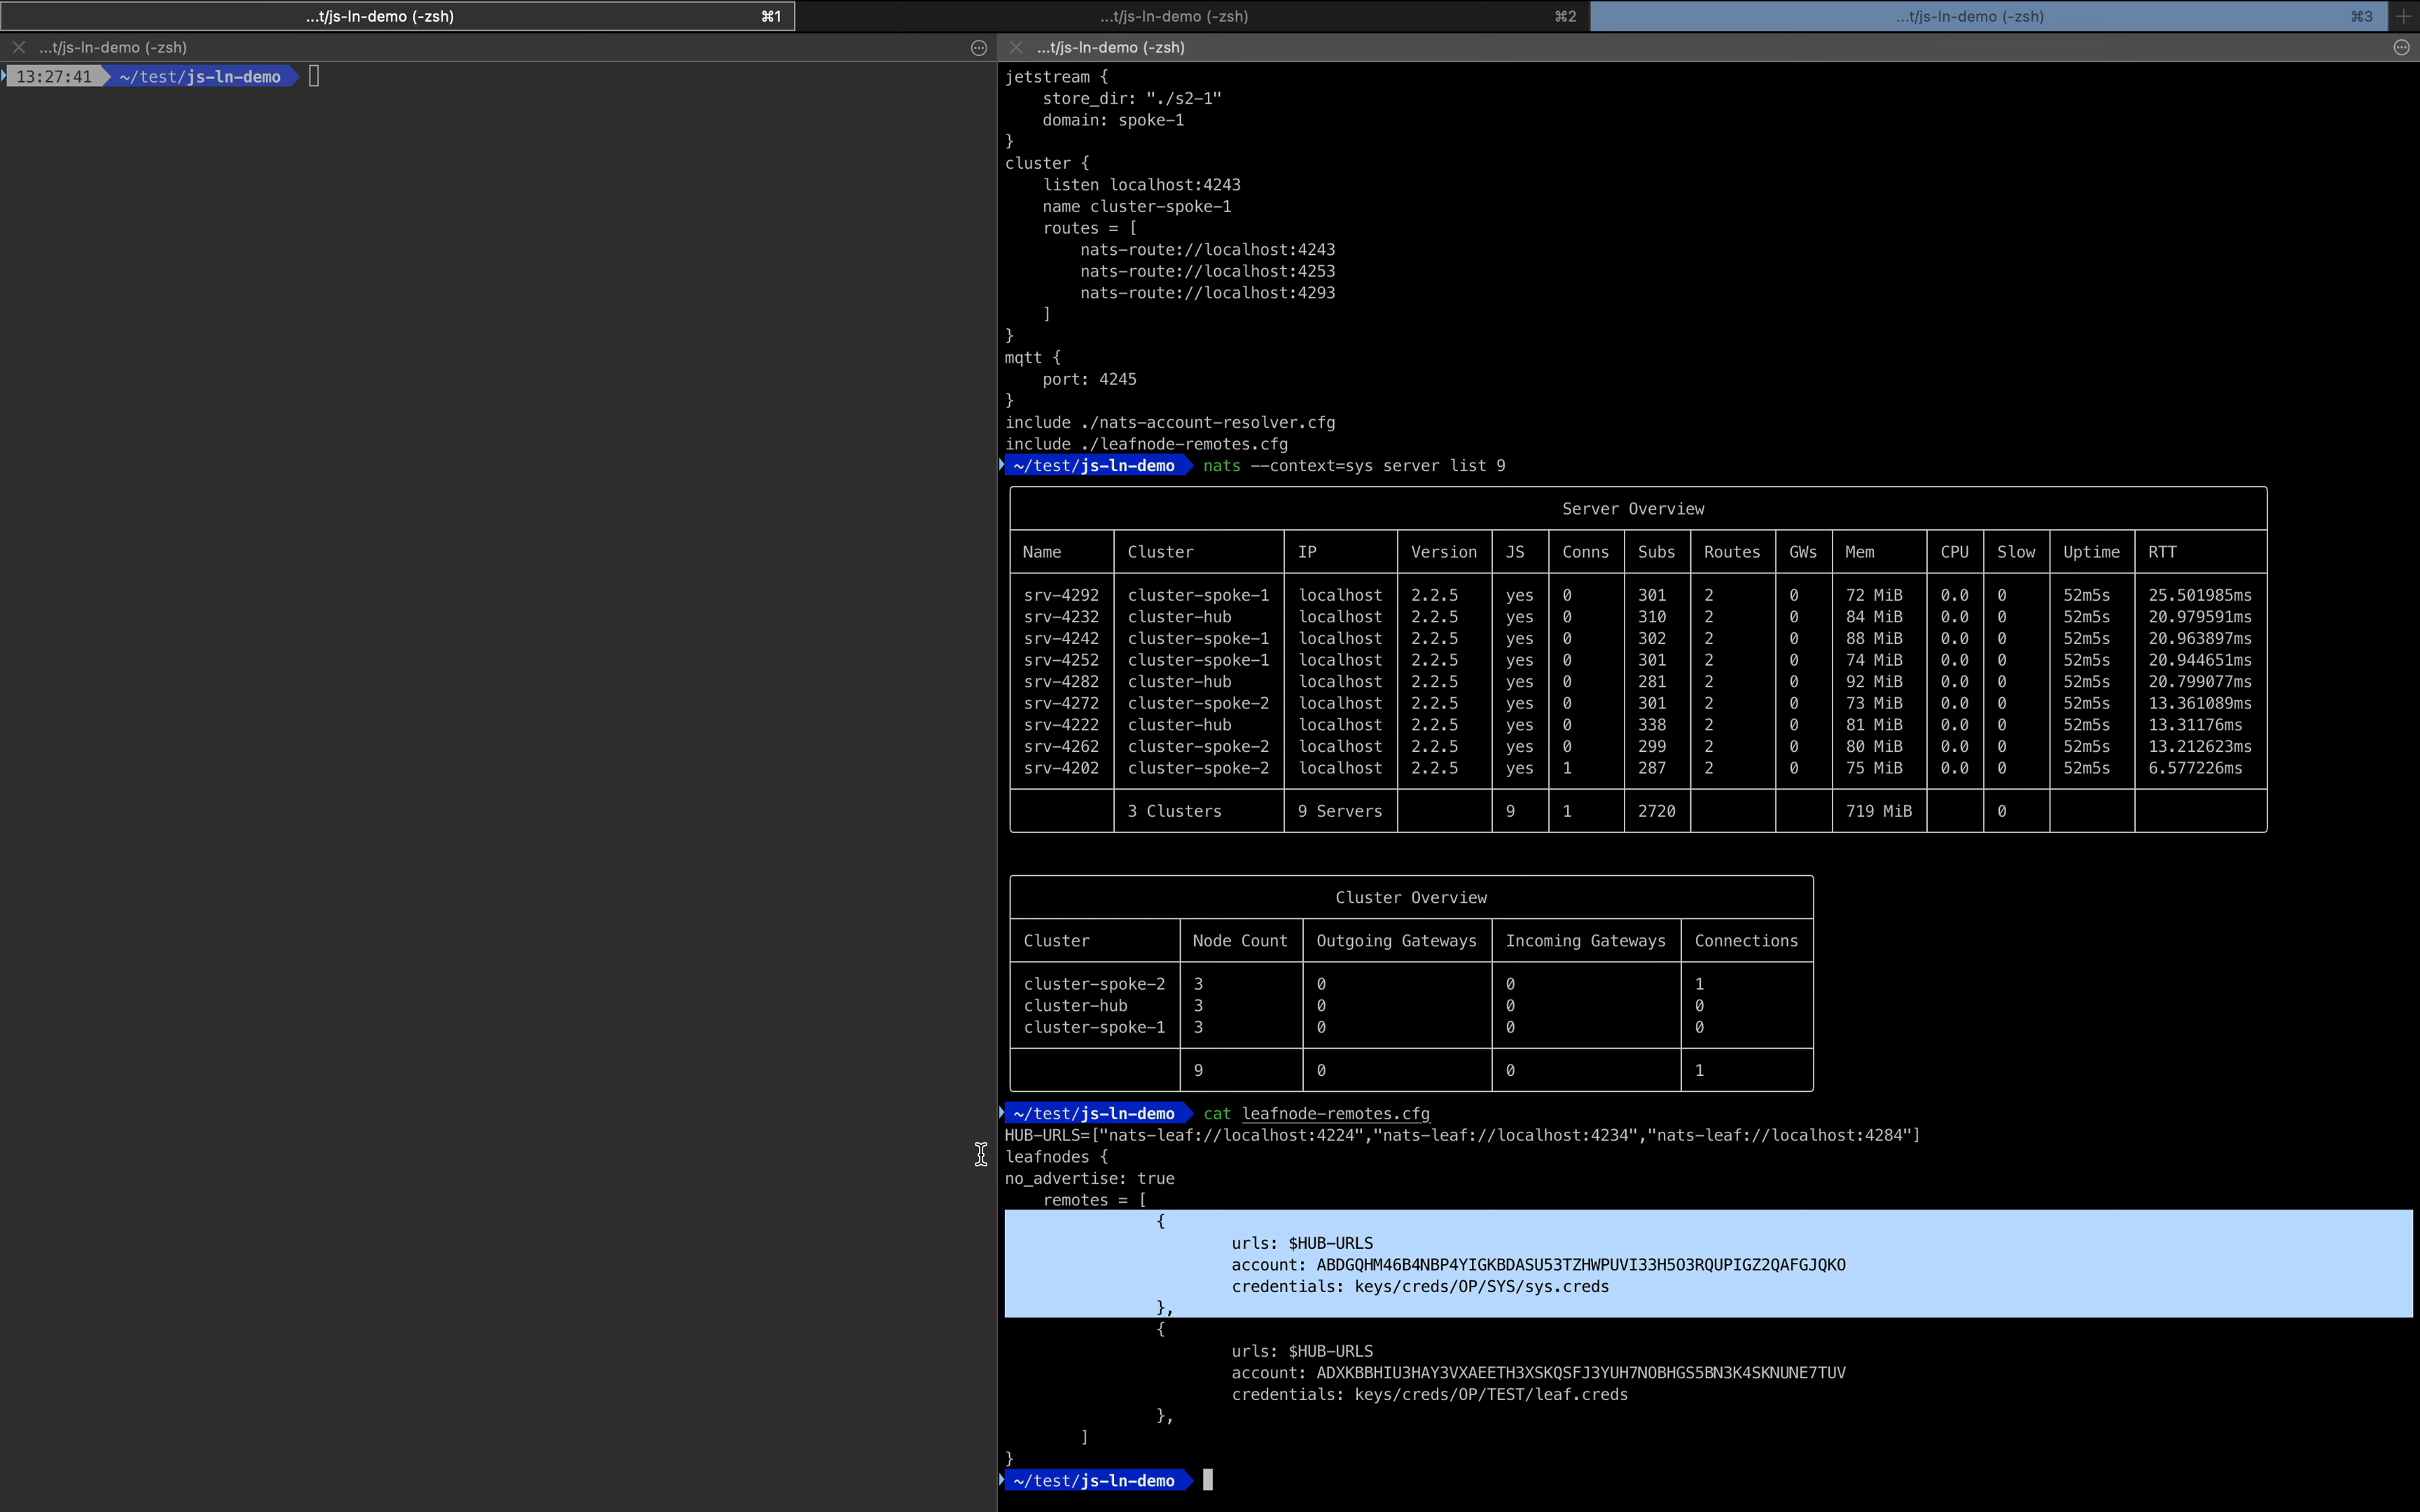 ...t/js-ln-demo (-zsh) ⌘1 ...t/js-ln-demo (-zsh) ⌘2 ...t/js-ln-demo (-zsh) ⌘3
...t/js-ln-demo (-zsh)
13:27:41 ~/test/js-ln-demo
...t/js-ln-demo (-zsh)
jetstream {
    store_dir: "./s2-1"
    domain: spoke-1
}
cluster {
    listen localhost:4243
    name cluster-spoke-1
    routes = [
        nats-route://localhost:4243
        nats-route://localhost:4253
        nats-route://localhost:4293
    ]
}
mqtt {
    port: 4245
}
include ./nats-account-resolver.cfg
include ./leafnode-remotes.cfg
~/test/js-ln-demo nats --context=sys server list 9
Server Overview
Name Cluster IP Version JS Conns Subs Routes GWs Mem CPU Slow Uptime RTT
srv-4292 cluster-spoke-1 localhost 2.2.5 yes 0 301 2 0 72 MiB 0.0 0 52m5s 25.501985ms
srv-4232 cluster-hub localhost 2.2.5 yes 0 310 2 0 84 MiB 0.0 0 52m5s 20.979591ms
srv-4242 cluster-spoke-1 localhost 2.2.5 yes 0 302 2 0 88 MiB 0.0 0 52m5s 20.963897ms
srv-4252 cluster-spoke-1 localhost 2.2.5 yes 0 301 2 0 74 MiB 0.0 0 52m5s 20.944651ms
srv-4282 cluster-hub localhost 2.2.5 yes 0 281 2 0 92 MiB 0.0 0 52m5s 20.799077ms
srv-4272 cluster-spoke-2 localhost 2.2.5 yes 0 301 2 0 73 MiB 0.0 0 52m5s 13.361089ms
srv-4222 cluster-hub localhost 2.2.5 yes 0 338 2 0 81 MiB 0.0 0 52m5s 13.31176ms
srv-4262 cluster-spoke-2 localhost 2.2.5 yes 0 299 2 0 80 MiB 0.0 0 52m5s 13.212623ms
srv-4202 cluster-spoke-2 localhost 2.2.5 yes 1 287 2 0 75 MiB 0.0 0 52m5s 6.577226ms
3 Clusters 9 Servers 9 1 2720 719 MiB 0
Cluster Overview
Cluster Node Count Outgoing Gateways Incoming Gateways Connections
cluster-spoke-2 3 0 0 1
cluster-hub 3 0 0 0
cluster-spoke-1 3 0 0 0
9 0 0 1
~/test/js-ln-demo cat leafnode-remotes.cfg
HUB-URLS=["nats-leaf://localhost:4224","nats-leaf://localhost:4234","nats-leaf://localhost:4284"]
leafnodes {
no_advertise: true
    remotes = [
        {
            urls: $HUB-URLS
            account: ABDGQHM46B4NBP4YIGKBDASU53TZHWPUVI33H5O3RQUPIGZ2QAFGJQKO
            credentials: keys/creds/OP/SYS/sys.creds
        },
        {
            urls: $HUB-URLS
            account: ADXKBBHIU3HAY3VXAEETH3XSKQSFJ3YUH7NOBHGS5BN3K4SKNUNE7TUV
            credentials: keys/creds/OP/TEST/leaf.creds
        },
    ]
}
~/test/js-ln-demo